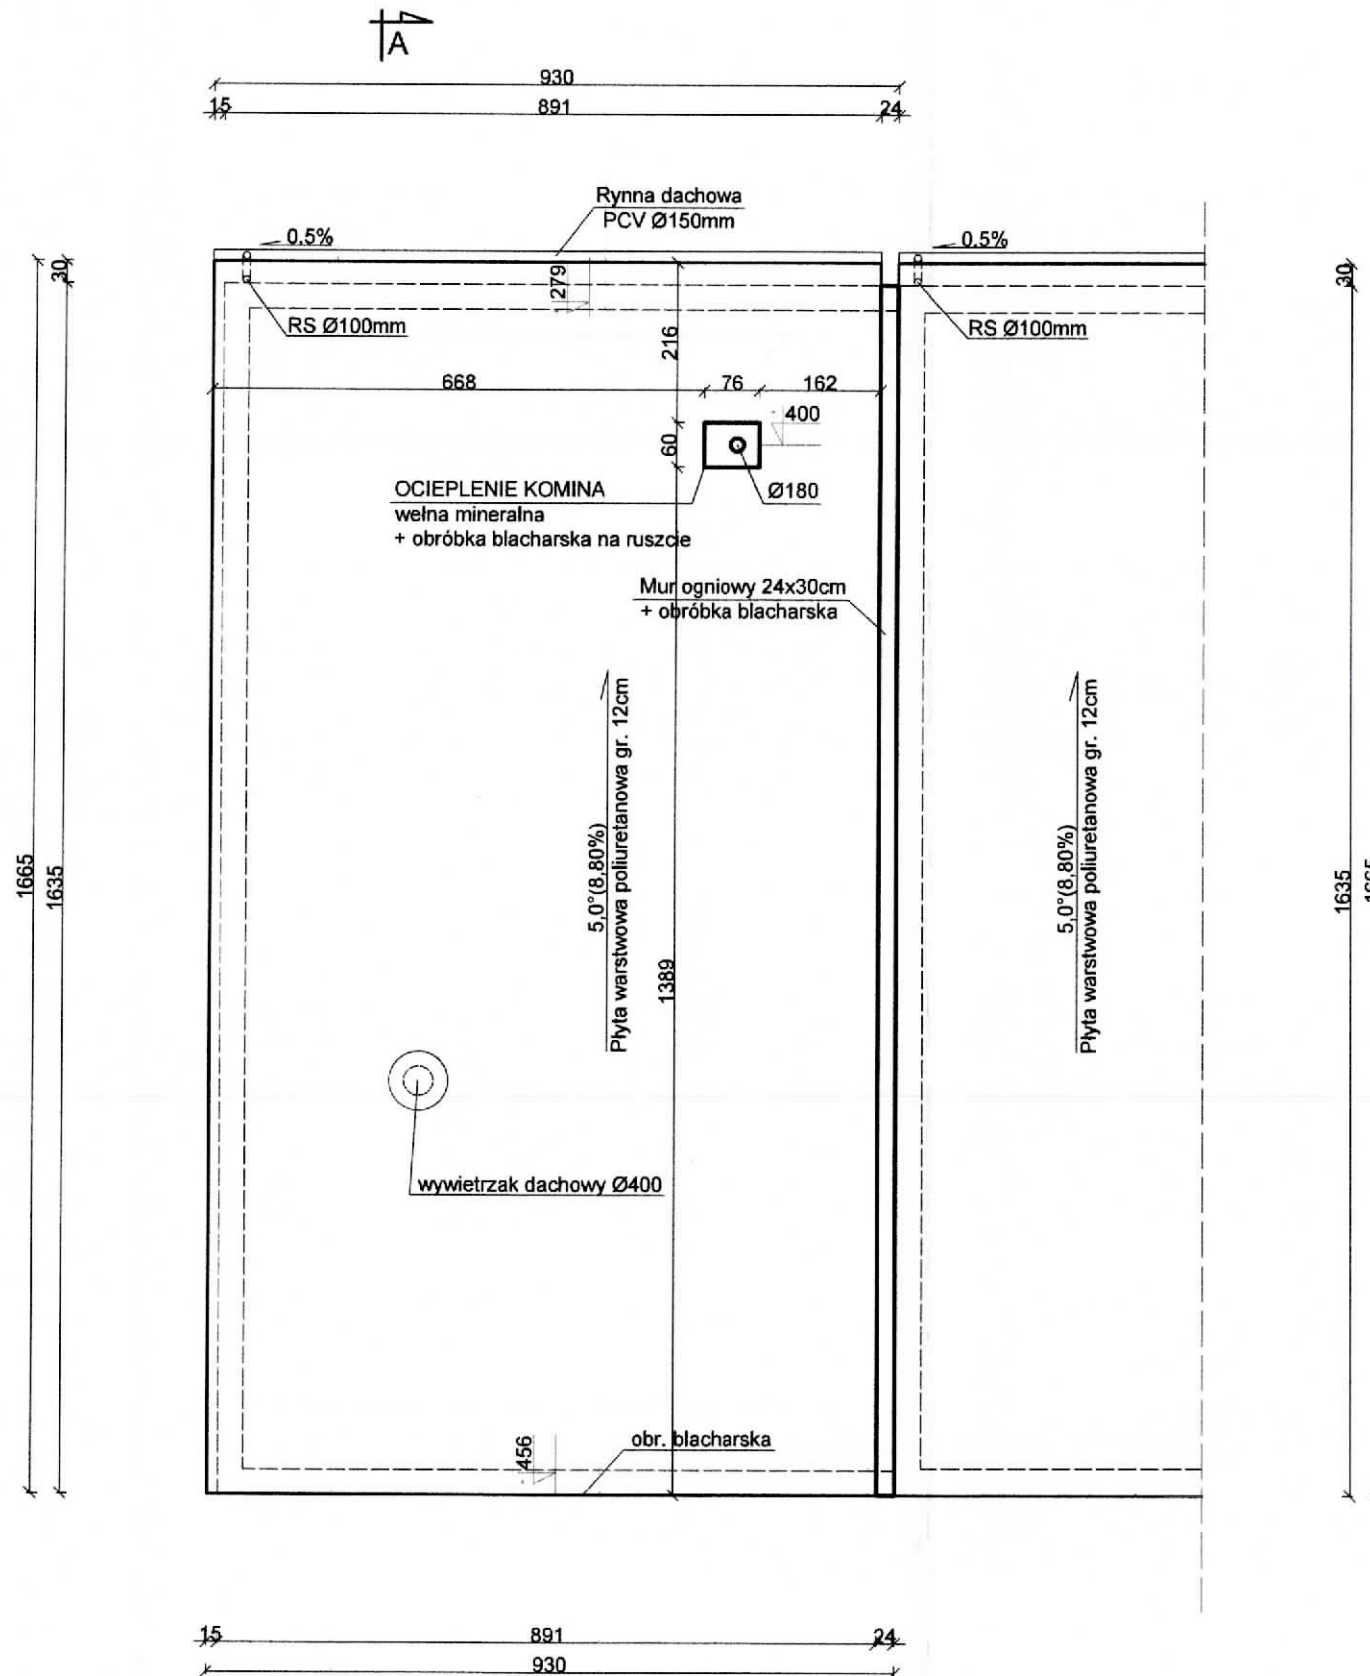 A
930
15 891 24
Rynna dachowa
PCV Ø150mm
0.5%
0.5%
30
279
30
RS Ø100mm
RS Ø100mm
216
668 76 162
400
60
OCIEPLENIE KOMINA
wełna mineralna
+ obróbka blacharska na ruszcie
Ø180
Mur ogniowy 24x30cm
+ obróbka blacharska
5,0°(8,80%)
Płyta warstwowa poliuretanowa gr. 12cm
5,0°(8,80%)
Płyta warstwowa poliuretanowa gr. 12cm
1665
1635
1389
1635
wywietrzak dachowy Ø400
456
obr. blacharska
15 891 24
930